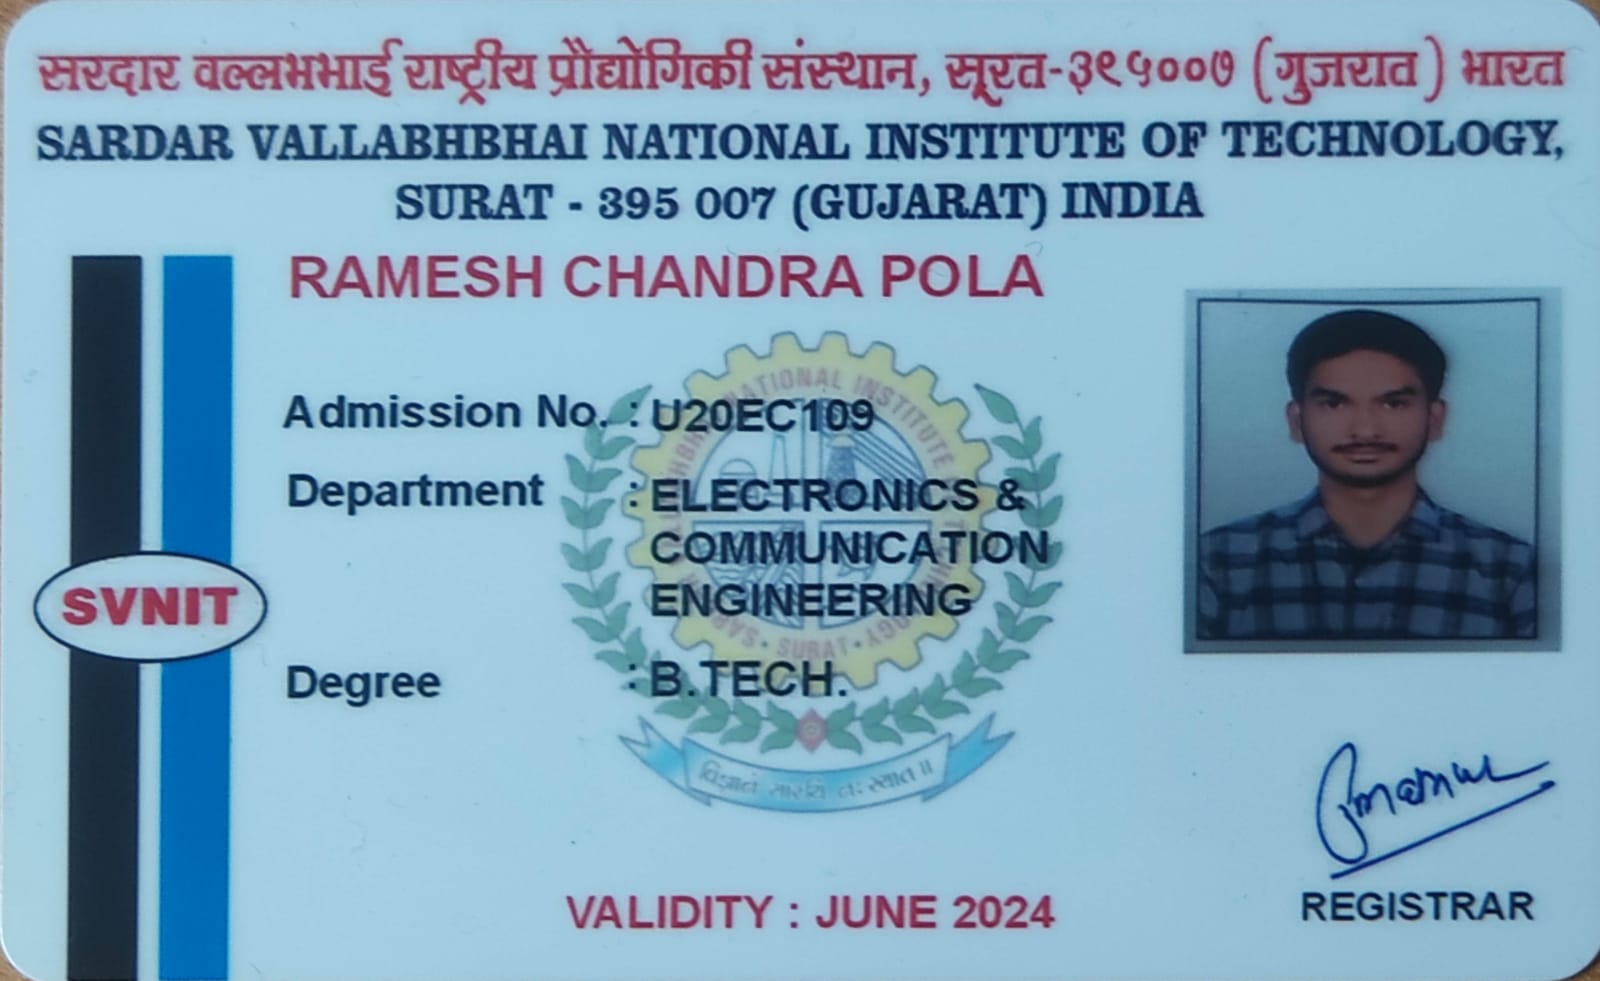 सरदार वल्लभभाई राष्ट्रीय प्रौद्योगिकी संस्थान, सूरत-३९५००७ (गुजरात) भारत
SARDAR VALLABHBHAI NATIONAL INSTITUTE OF TECHNOLOGY,
SURAT - 395 007 (GUJARAT) INDIA
RAMESH CHANDRA POLA
Admission No. : U20EC109
Department : ELECTRONICS &
COMMUNICATION
ENGINEERING
SVNIT
Degree : B.TECH.
VALIDITY : JUNE 2024
REGISTRAR